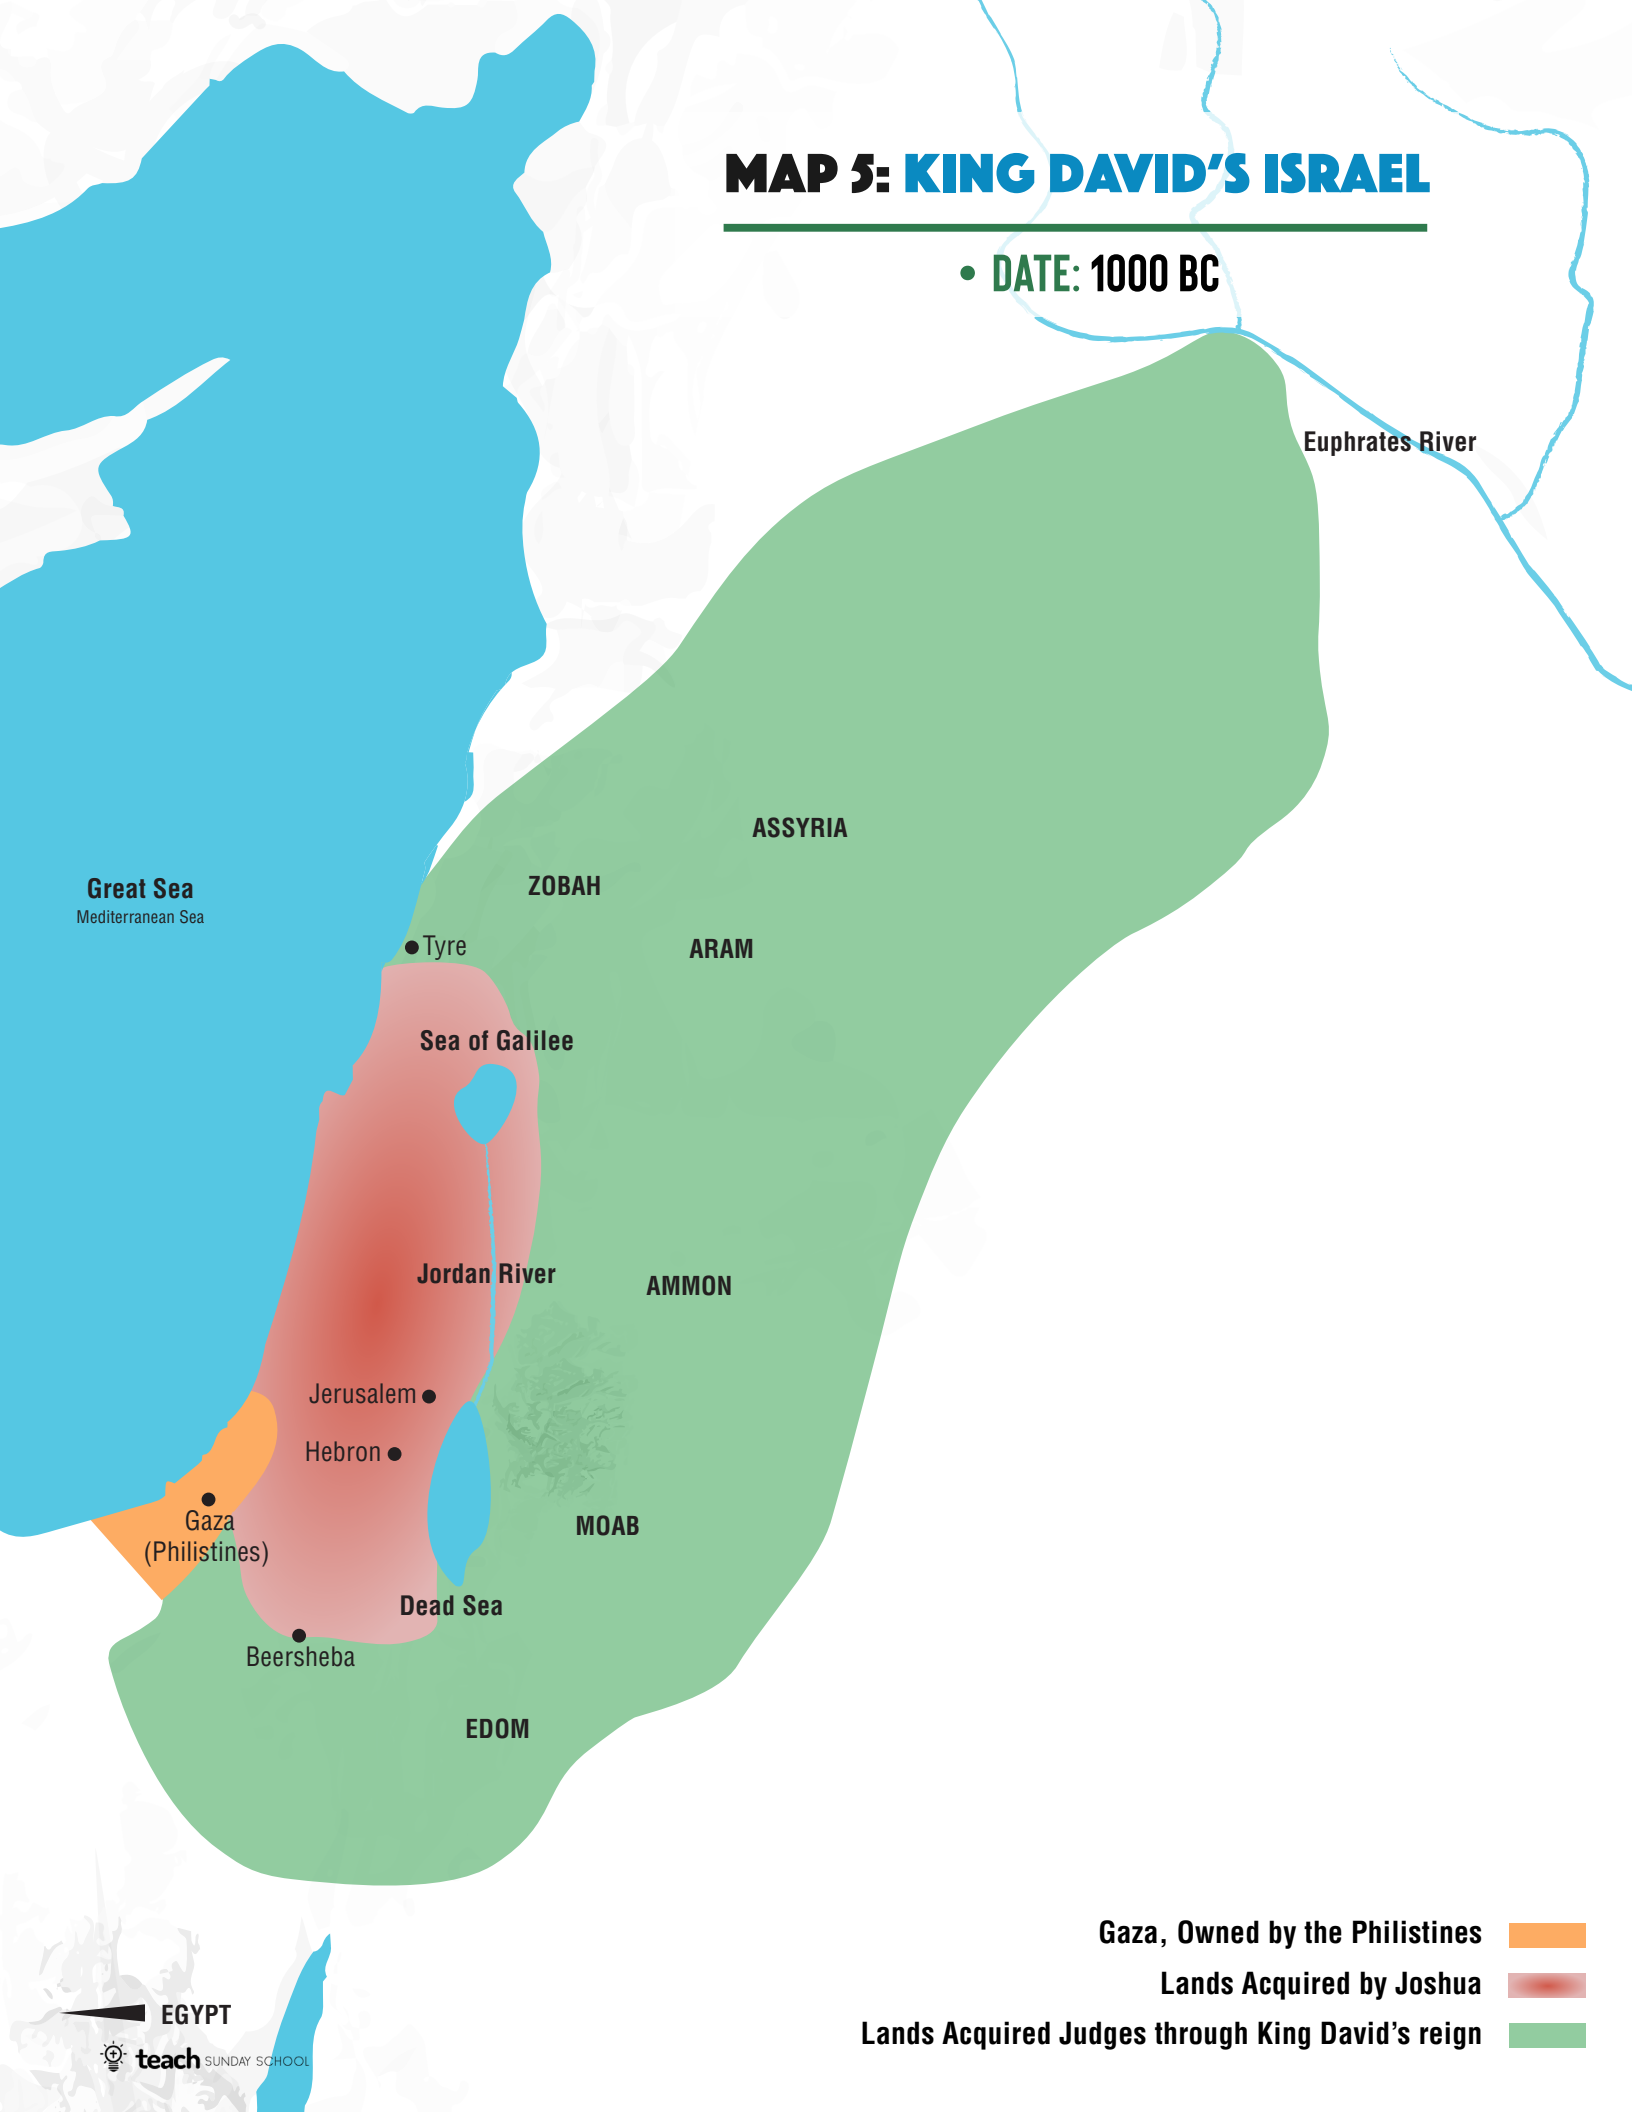 MAP 5: KING DAVID'S ISRAEL
• DATE: 1000 BC
Euphrates River
ASSYRIA
ZOBAH
Great Sea
Mediterranean Sea
Tyre
ARAM
Sea of Galilee
Jordan River
AMMON
Jerusalem
Hebron
Gaza
(Philistines)
MOAB
Dead Sea
Beersheba
EDOM
Gaza, Owned by the Philistines
Lands Acquired by Joshua
Lands Acquired Judges through King David's reign
EGYPT
teach SUNDAY SCHOOL